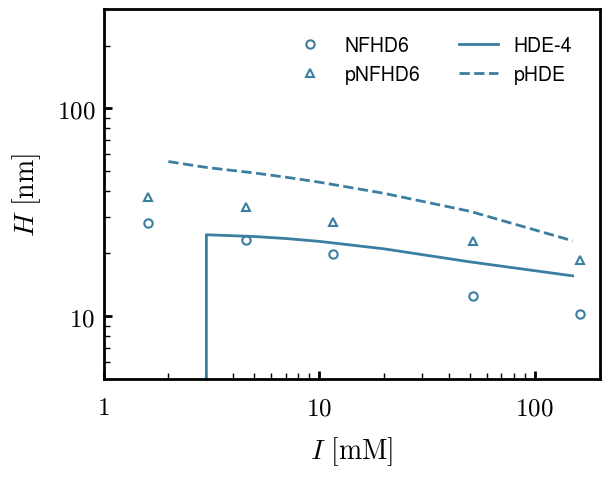 NFHD6 HDE-4
pNFHD6 pHDE
H [nm]
100
10
1 10 100
I [mM]